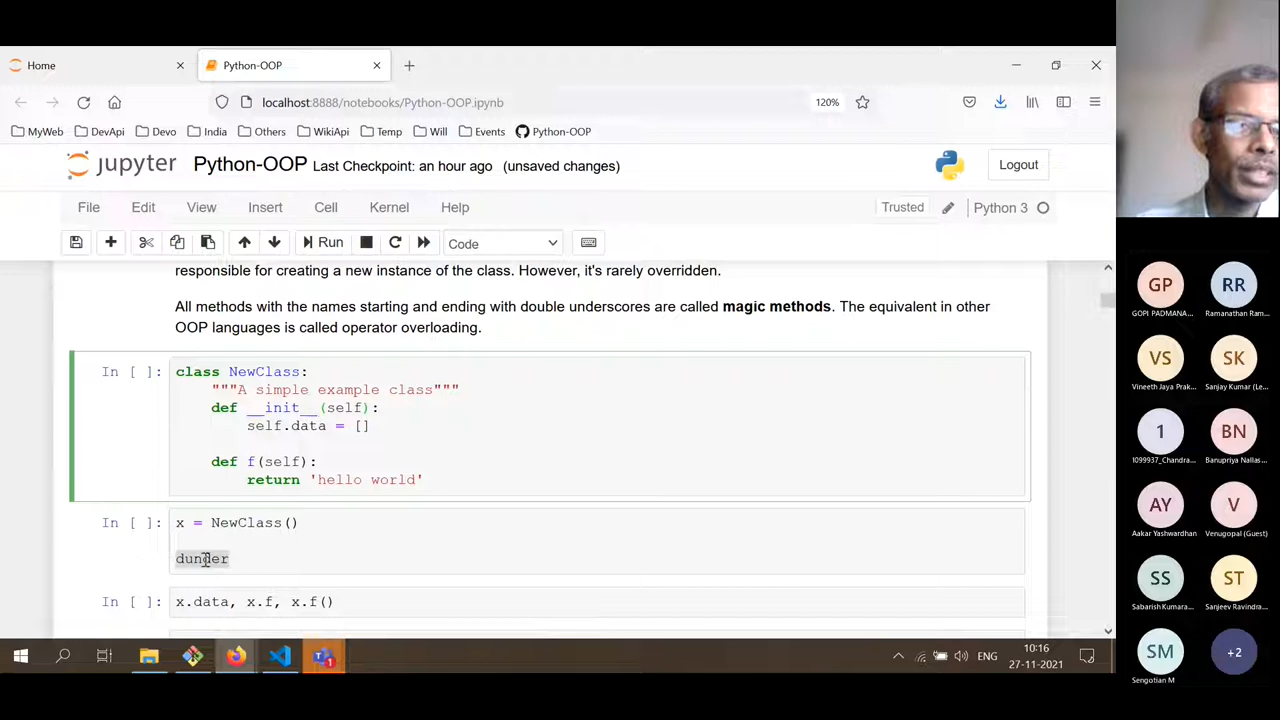 Home
Python-OOP
localhost:8888/notebooks/Python-OOP.ipynb
120%
MyWeb DevApi Devo India Others WikiApi Temp Will Events Python-OOP
jupyter Python-OOP Last Checkpoint: an hour ago (unsaved changes)
Logout
File Edit View Insert Cell Kernel Help
Trusted Python 3
Run Code
responsible for creating a new instance of the class. However, it's rarely overridden.
All methods with the names starting and ending with double underscores are called magic methods. The equivalent in other
OOP languages is called operator overloading.
In [ ]: class NewClass:
"""A simple example class"""
def __init__(self):
self.data = []
def f(self):
return 'hello world'
In [ ]: x = NewClass()
dunder
In [ ]: x.data, x.f, x.f()
1
ENG
10:16
27-11-2021
GP RR
GOPI PADMANA... Ramanathan Ram...
VS SK
Vineeth Jaya Prak... Sanjay Kumar (Le...
1 BN
1099937_Chandra... Banupriya Nallas...
AY V
Aakar Yashwardhan Venugopal (Guest)
SS ST
Sabarish Kumara... Sanjeev Ravindra...
SM +2
Sengotian M